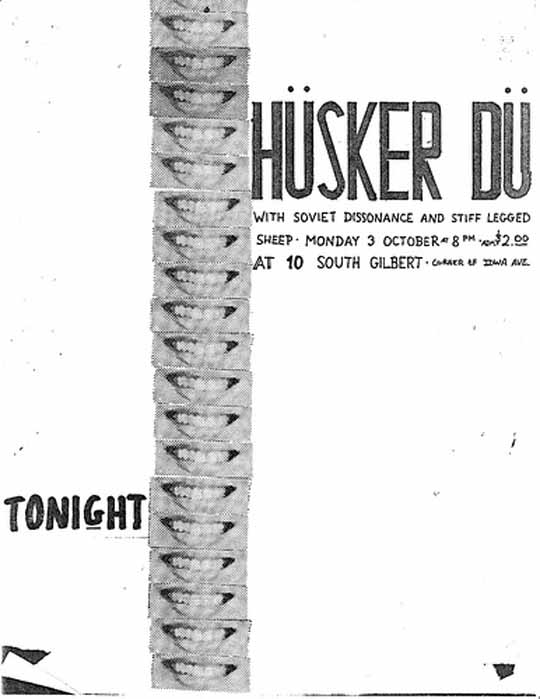 HÜSKER DÜ
WITH SOVIET DISSONANCE AND STIFF LEGGED
SHEEP · MONDAY 3 OCTOBER AT 8 PM · ADM $2.00
AT 10 SOUTH GILBERT · CORNER OF IOWA AVE.
TONIGHT